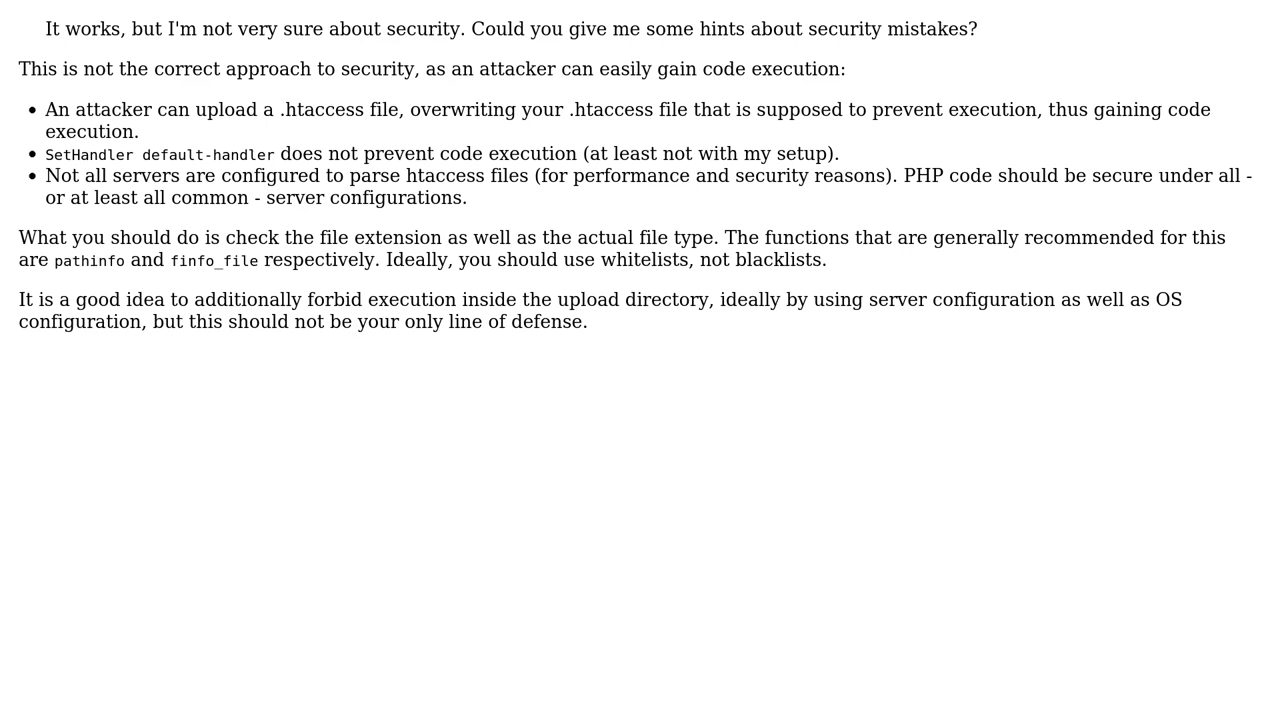 It works, but I'm not very sure about security. Could you give me some hints about security mistakes?
This is not the correct approach to security, as an attacker can easily gain code execution:
• An attacker can upload a .htaccess file, overwriting your .htaccess file that is supposed to prevent execution, thus gaining code
execution.
• SetHandler default-handler does not prevent code execution (at least not with my setup).
• Not all servers are configured to parse htaccess files (for performance and security reasons). PHP code should be secure under all -
or at least all common - server configurations.
What you should do is check the file extension as well as the actual file type. The functions that are generally recommended for this
are pathinfo and finfo_file respectively. Ideally, you should use whitelists, not blacklists.
It is a good idea to additionally forbid execution inside the upload directory, ideally by using server configuration as well as OS
configuration, but this should not be your only line of defense.